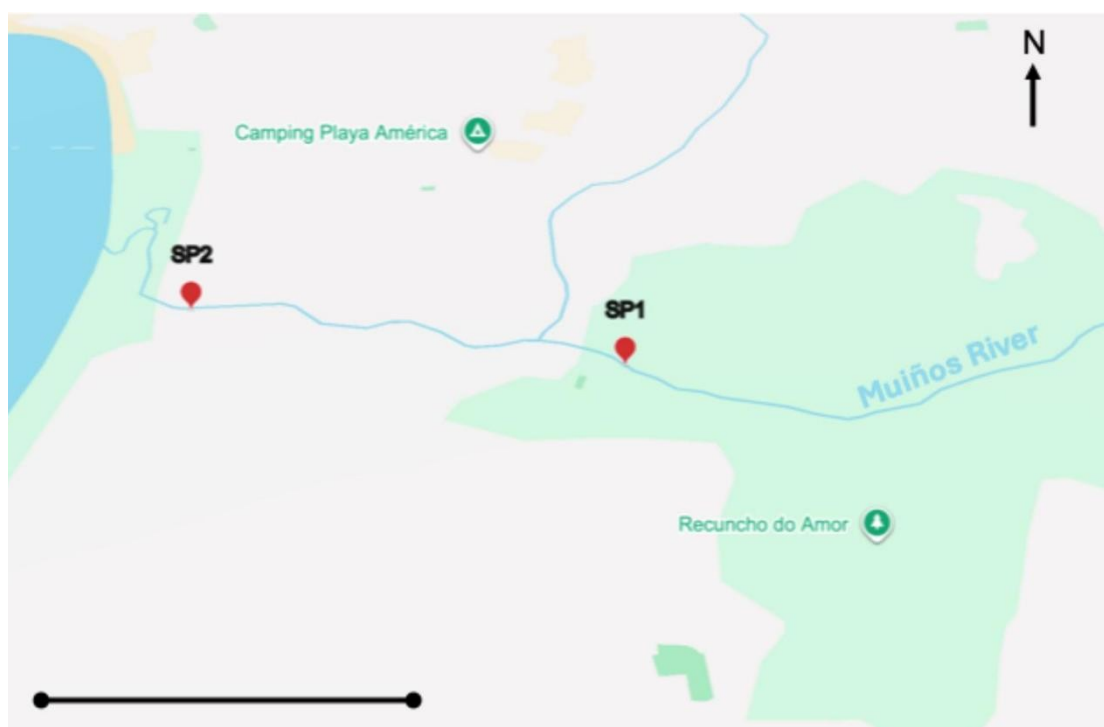 N
Camping Playa América
SP2
SP1
Muiños River
Recuncho do Amor